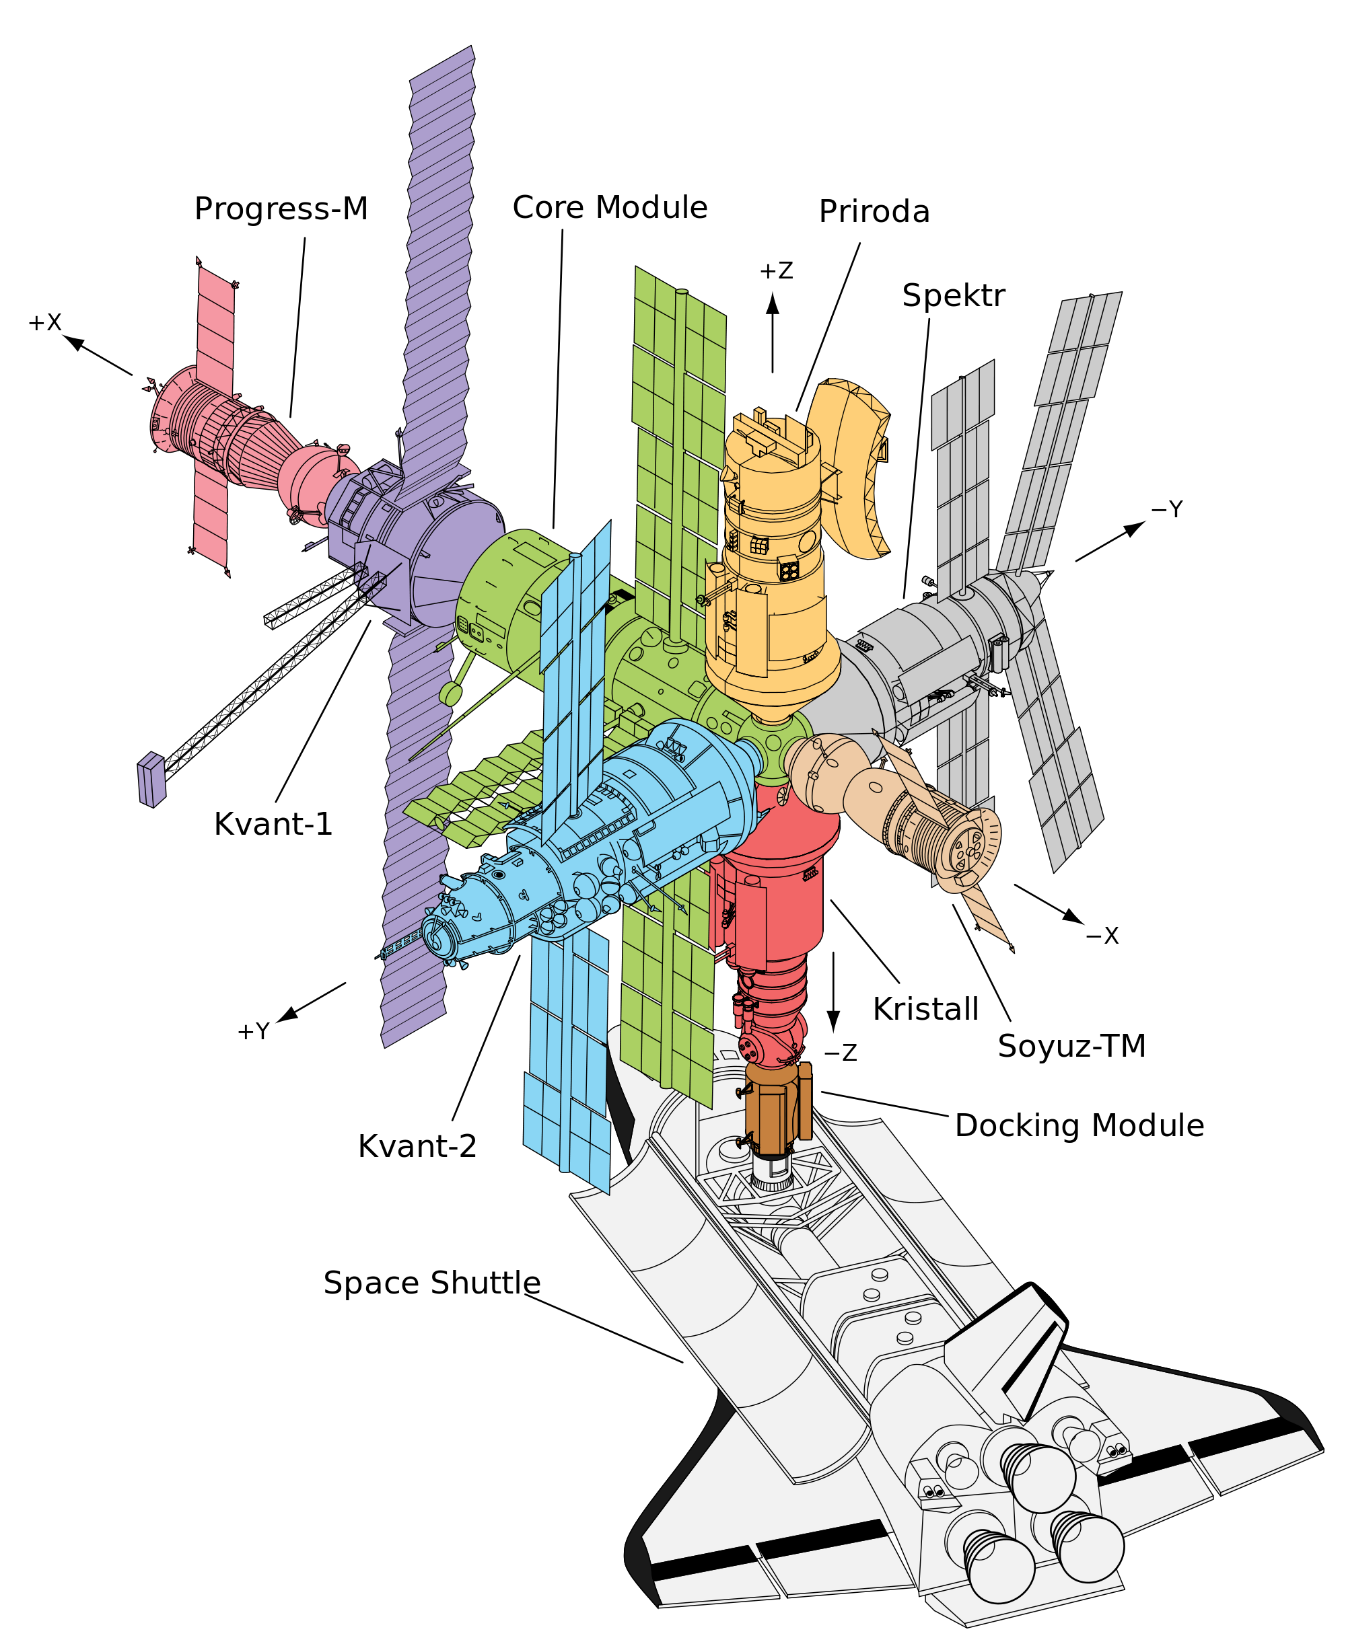 Progress-M
Core Module
Priroda
+Z
Spektr
+X
−Y
Kvant-1
−X
Kristall
+Y
Soyuz-TM
−Z
Docking Module
Kvant-2
Space Shuttle